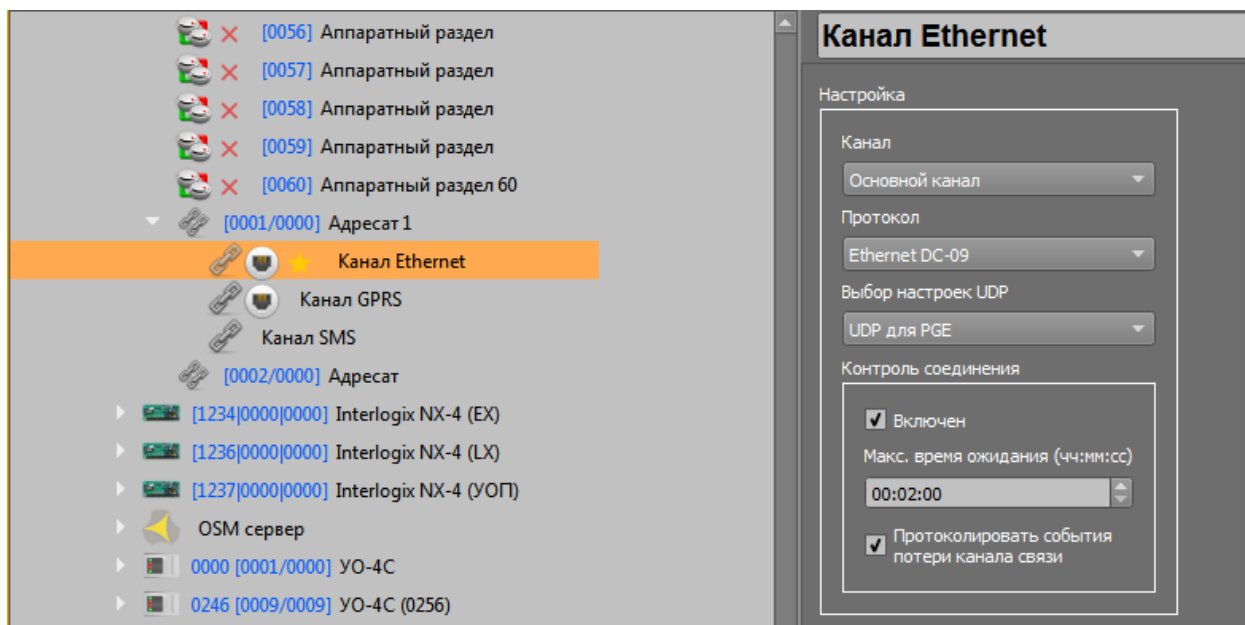 [0056] Аппаратный раздел
[0057] Аппаратный раздел
[0058] Аппаратный раздел
[0059] Аппаратный раздел
[0060] Аппаратный раздел 60
[0001/0000] Адресат 1
Канал Ethernet
Канал GPRS
Канал SMS
[0002/0000] Адресат
[1234|0000|0000] Interlogix NX-4 (EX)
[1236|0000|0000] Interlogix NX-4 (LX)
[1237|0000|0000] Interlogix NX-4 (УОП)
OSM сервер
0000 [0001/0000] УО-4С
0246 [0009/0009] УО-4С (0256)
Канал Ethernet
Настройка
Канал
Основной канал
Протокол
Ethernet DC-09
Выбор настроек UDP
UDP для PGE
Контроль соединения
Включен
Макс. время ожидания (чч:мм:сс)
00:02:00
Протоколировать события
потери канала связи